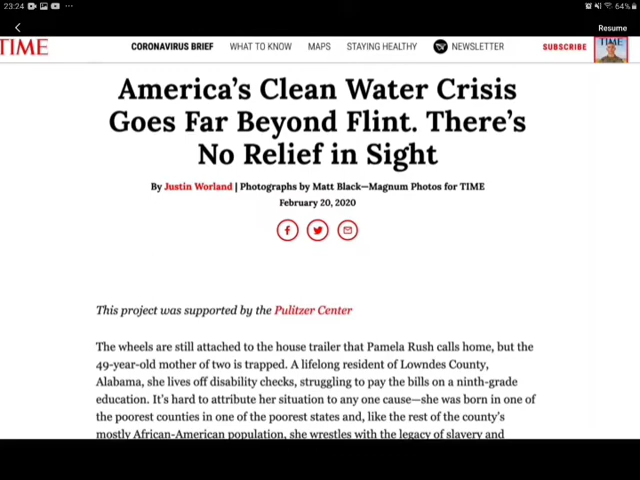 23:24
64%
Resume
TIME
CORONAVIRUS BRIEF WHAT TO KNOW MAPS STAYING HEALTHY NEWSLETTER SUBSCRIBE TIME
America's Clean Water Crisis
Goes Far Beyond Flint. There's
No Relief in Sight
By Justin Worland | Photographs by Matt Black—Magnum Photos for TIME
February 20, 2020
This project was supported by the Pulitzer Center
The wheels are still attached to the house trailer that Pamela Rush calls home, but the
49-year-old mother of two is trapped. A lifelong resident of Lowndes County,
Alabama, she lives off disability checks, struggling to pay the bills on a ninth-grade
education. It's hard to attribute her situation to any one cause—she was born in one of
the poorest counties in one of the poorest states and, like the rest of the county's
mostly African-American population, she wrestles with the legacy of slavery and